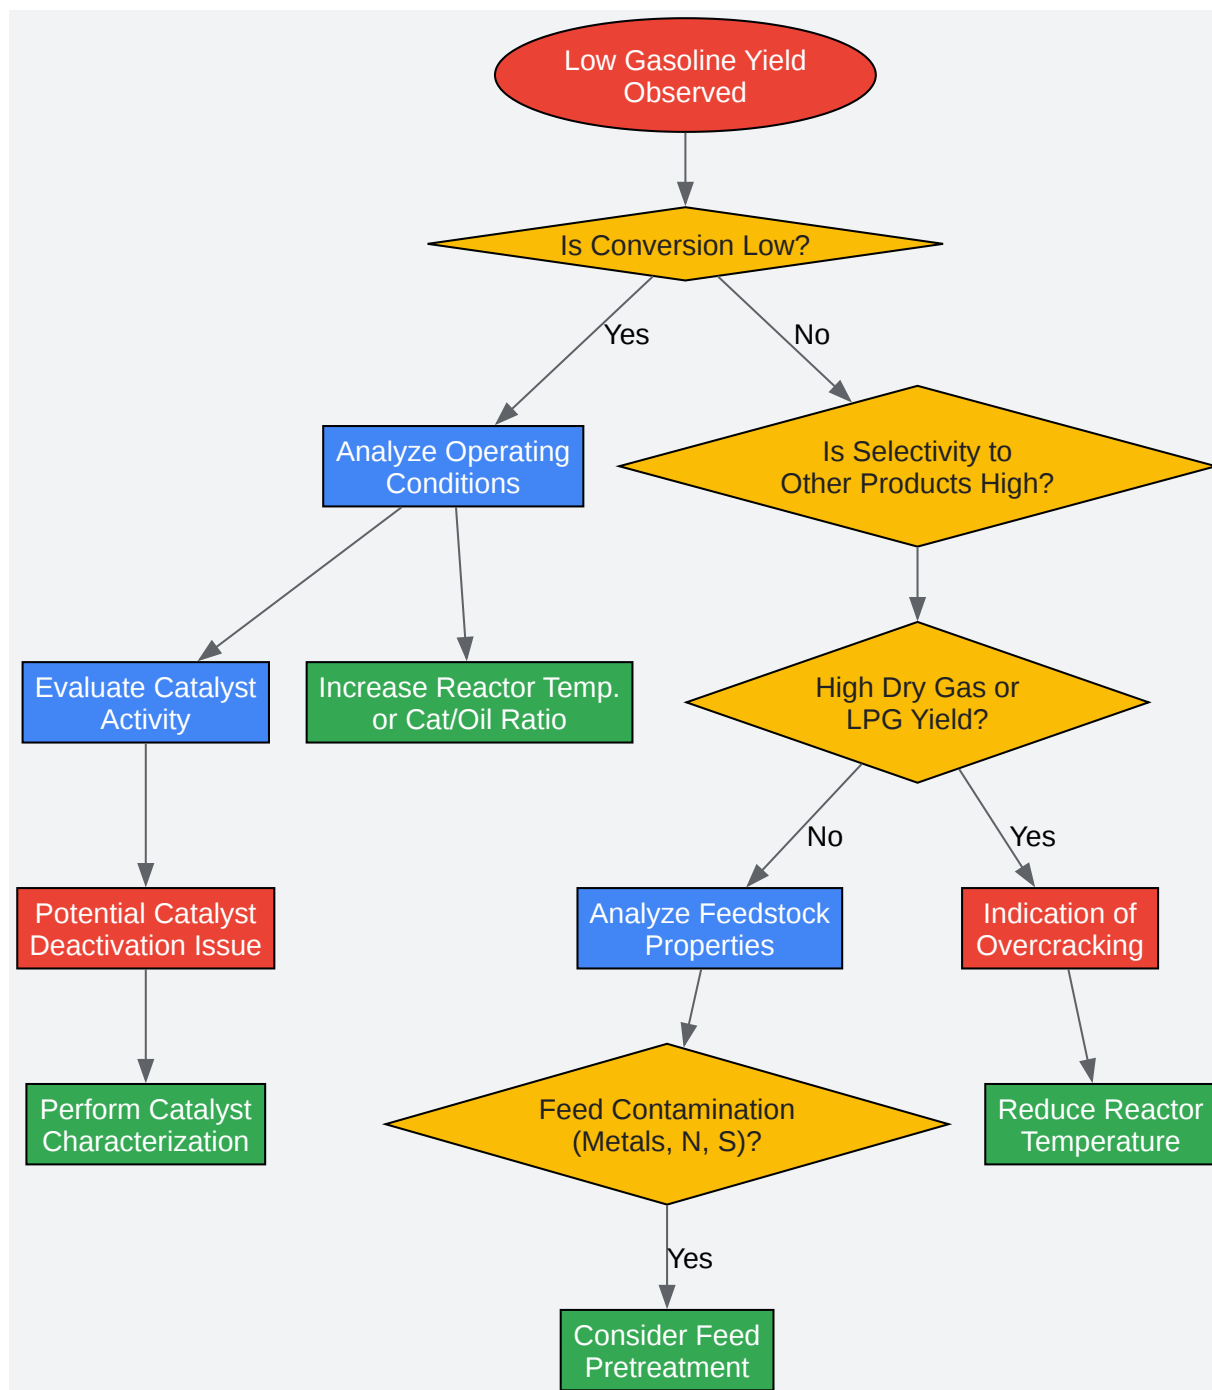 Low Gasoline Yield
Observed
Is Conversion Low?
Yes
No
Analyze Operating
Conditions
Is Selectivity to
Other Products High?
Evaluate Catalyst
Activity
Increase Reactor Temp.
or Cat/Oil Ratio
High Dry Gas or
LPG Yield?
No
Yes
Potential Catalyst
Deactivation Issue
Analyze Feedstock
Properties
Indication of
Overcracking
Perform Catalyst
Characterization
Feed Contamination
(Metals, N, S)?
Reduce Reactor
Temperature
Yes
Consider Feed
Pretreatment